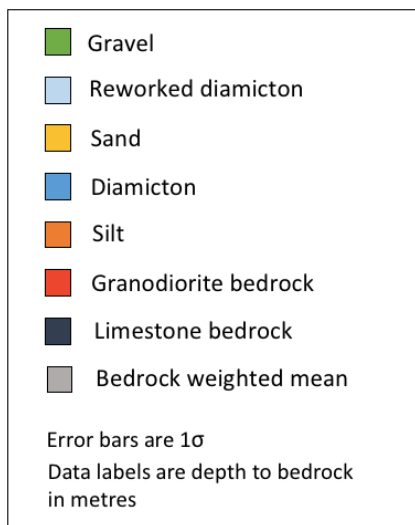 Gravel
Reworked diamicton
Sand
Diamicton
Silt
Granodiorite bedrock
Limestone bedrock
Bedrock weighted mean
Error bars are 1σ
Data labels are depth to bedrock
in metres